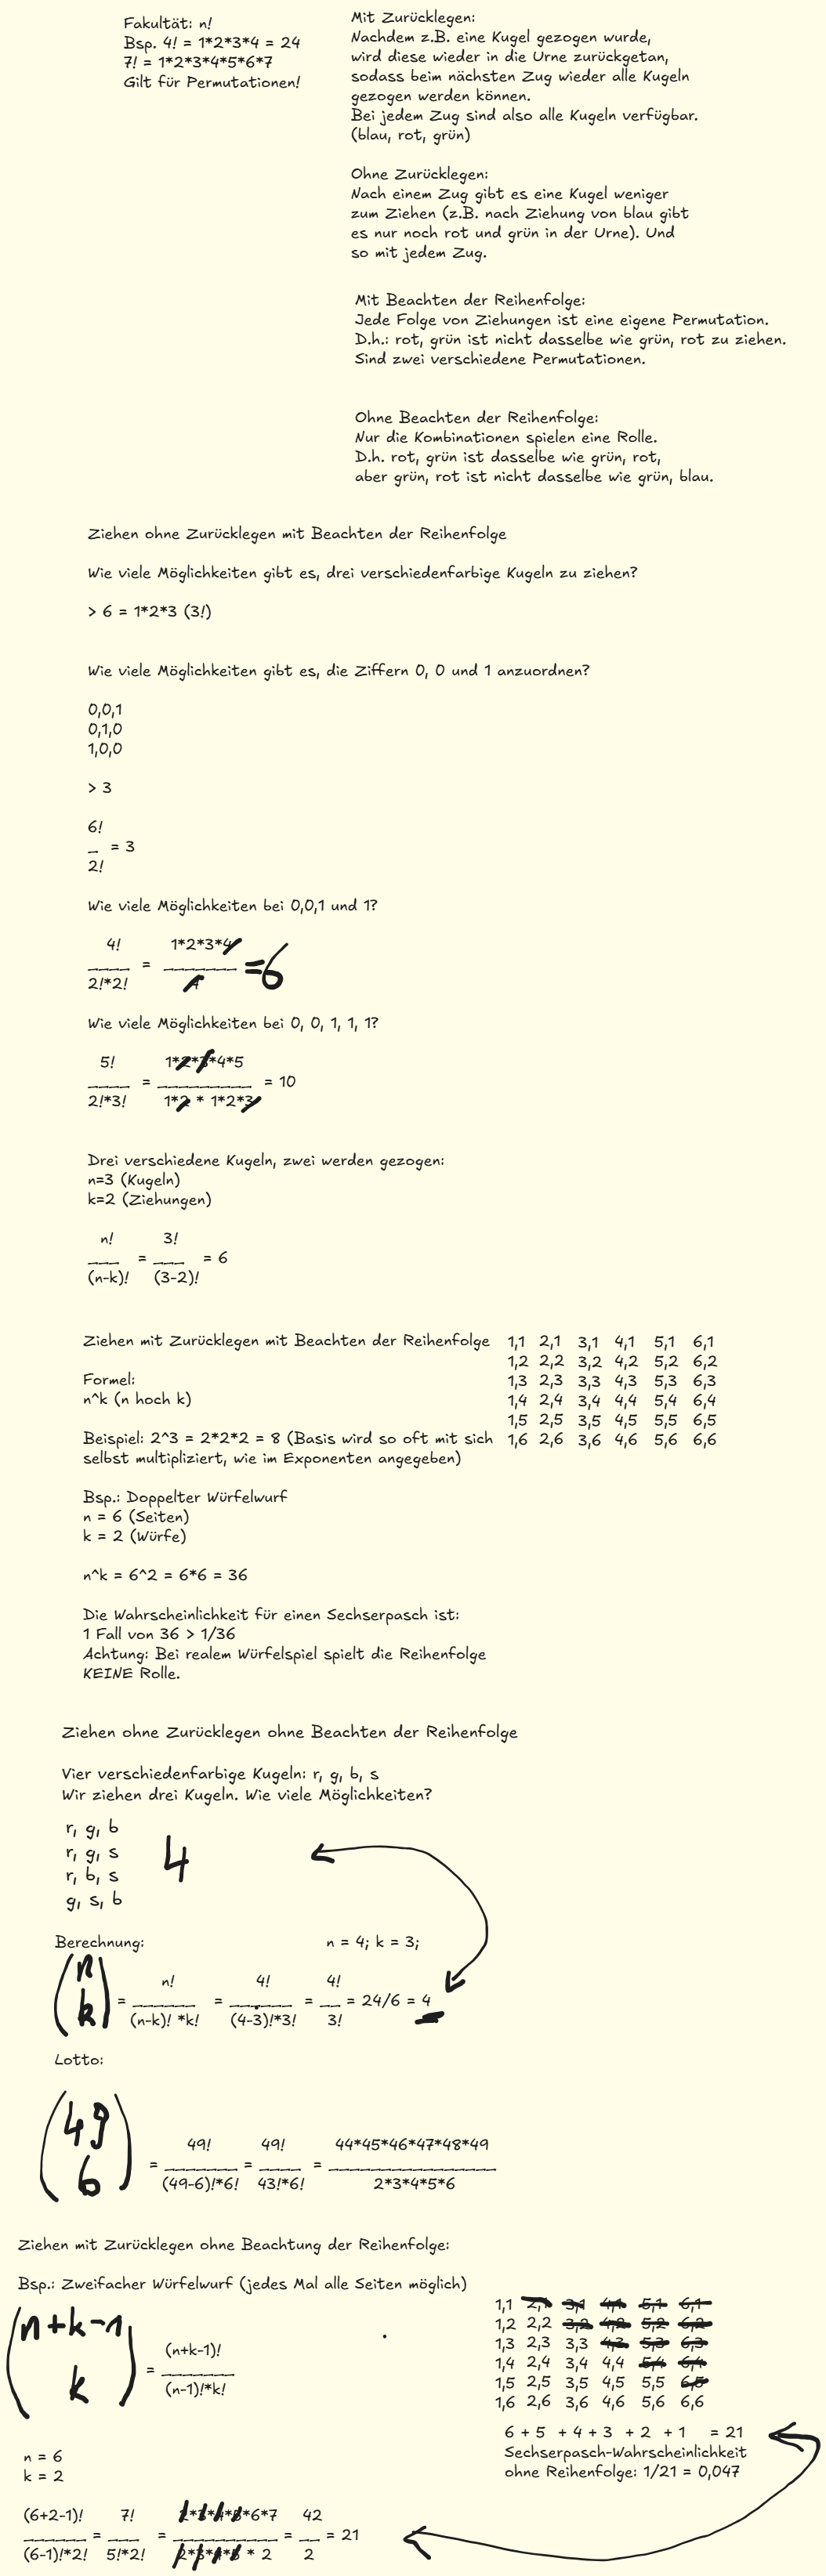 Fakultät: n!
Bsp. 4! = 1*2*3*4 = 24
7! = 1*2*3*4*5*6*7
Gilt für Permutationen!
Mit Zurücklegen:
Nachdem z.B. eine Kugel gezogen wurde,
wird diese wieder in die Urne zurückgetan,
sodass beim nächsten Zug wieder alle Kugeln
gezogen werden können.
Bei jedem Zug sind also alle Kugeln verfügbar.
(blau, rot, grün)
Ohne Zurücklegen:
Nach einem Zug gibt es eine Kugel weniger
zum Ziehen (z.B. nach Ziehung von blau gibt
es nur noch rot und grün in der Urne). Und
so mit jedem Zug.
Mit Beachten der Reihenfolge:
Jede Folge von Ziehungen ist eine eigene Permutation.
D.h.: rot, grün ist nicht dasselbe wie grün, rot zu ziehen.
Sind zwei verschiedene Permutationen.
Ohne Beachten der Reihenfolge:
Nur die Kombinationen spielen eine Rolle.
D.h. rot, grün ist dasselbe wie grün, rot,
aber grün, rot ist nicht dasselbe wie grün, blau.
Ziehen ohne Zurücklegen mit Beachten der Reihenfolge
Wie viele Möglichkeiten gibt es, drei verschiedenfarbige Kugeln zu ziehen?
> 6 = 1*2*3 (3!)
Wie viele Möglichkeiten gibt es, die Ziffern 0, 0 und 1 anzuordnen?
0,0,1
0,1,0
1,0,0
> 3
6!
_ = 3
2!
Wie viele Möglichkeiten bei 0,0,1 und 1?
4! 1*2*3*4
____ = _______ =6
2!*2! 4
Wie viele Möglichkeiten bei 0, 0, 1, 1, 1?
5! 1*2*3*4*5
____ = _________ = 10
2!*3! 1*2 * 1*2*3
Drei verschiedene Kugeln, zwei werden gezogen:
n=3 (Kugeln)
k=2 (Ziehungen)
n! 3!
___ = ___ = 6
(n-k)! (3-2)!
Ziehen mit Zurücklegen mit Beachten der Reihenfolge
Formel:
n^k (n hoch k)
Beispiel: 2^3 = 2*2*2 = 8 (Basis wird so oft mit sich
selbst multipliziert, wie im Exponenten angegeben)
1,1 2,1 3,1 4,1 5,1 6,1
1,2 2,2 3,2 4,2 5,2 6,2
1,3 2,3 3,3 4,3 5,3 6,3
1,4 2,4 3,4 4,4 5,4 6,4
1,5 2,5 3,5 4,5 5,5 6,5
1,6 2,6 3,6 4,6 5,6 6,6
Bsp.: Doppelter Würfelwurf
n = 6 (Seiten)
k = 2 (Würfe)
n^k = 6^2 = 6*6 = 36
Die Wahrscheinlichkeit für einen Sechserpasch ist:
1 Fall von 36 > 1/36
Achtung: Bei realem Würfelspiel spielt die Reihenfolge
KEINE Rolle.
Ziehen ohne Zurücklegen ohne Beachten der Reihenfolge
Vier verschiedenfarbige Kugeln: r, g, b, s
Wir ziehen drei Kugeln. Wie viele Möglichkeiten?
r, g, b
r, g, s
r, b, s
g, s, b
4
Berechnung: n = 4; k = 3;
(n n! 4! 4!
= ______ = ______ = __ = 24/6 = 4
k) (n-k)! *k! (4-3)!*3! 3!
Lotto:
(49 49! 49! 44*45*46*47*48*49
= _______ = _____ = ________________
6) (49-6)!*6! 43!*6! 2*3*4*5*6
Ziehen mit Zurücklegen ohne Beachtung der Reihenfolge:
Bsp.: Zweifacher Würfelwurf (jedes Mal alle Seiten möglich)
(n+k-1 (n+k-1)!
= _______
k) (n-1)!*k!
1,1 2,1 3,1 4,1 5,1 6,1
1,2 2,2 3,2 4,2 5,2 6,2
1,3 2,3 3,3 4,3 5,3 6,3
1,4 2,4 3,4 4,4 5,4 6,4
1,5 2,5 3,5 4,5 5,5 6,5
1,6 2,6 3,6 4,6 5,6 6,6
6 + 5 + 4 + 3 + 2 + 1 = 21
Sechserpasch-Wahrscheinlichkeit
ohne Reihenfolge: 1/21 = 0,047
n = 6
k = 2
(6+2-1)! 7! 2*3*4*5*6*7 42
______ = ____ = __________ = __ = 21
(6-1)!*2! 5!*2! 2*3*4*5 * 2 2